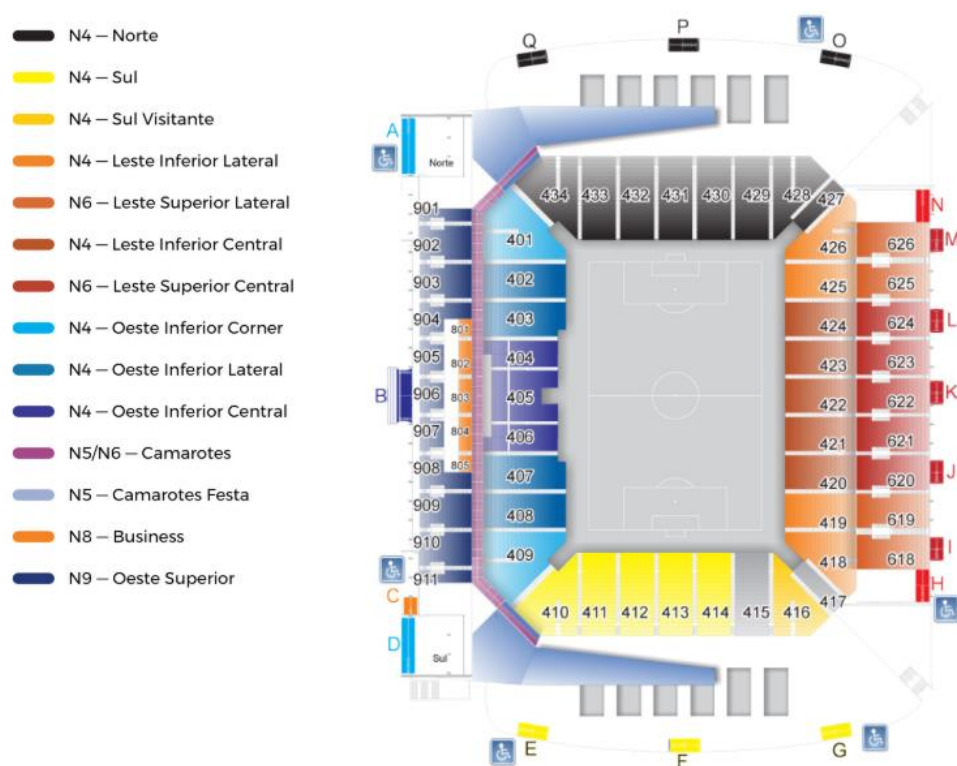 N4 – Norte
N4 – Sul
N4 – Sul Visitante
N4 – Leste Inferior Lateral
N6 – Leste Superior Lateral
N4 – Leste Inferior Central
N6 – Leste Superior Central
N4 – Oeste Inferior Corner
N4 – Oeste Inferior Lateral
N4 – Oeste Inferior Central
N5/N6 – Camarotes
N5 – Camarotes Festa
N8 – Business
N9 – Oeste Superior
Q
P
O
A
Norte
434
433
432
431
430
429
428
427
901
902
903
904
905
906
907
908
909
910
911
801
802
803
804
805
401
402
403
404
405
406
407
408
409
426
425
424
423
422
421
420
419
418
626
625
624
623
622
621
620
619
618
N
M
L
K
J
I
H
B
C
D
Sul
410
411
412
413
414
415
416
417
E
F
G